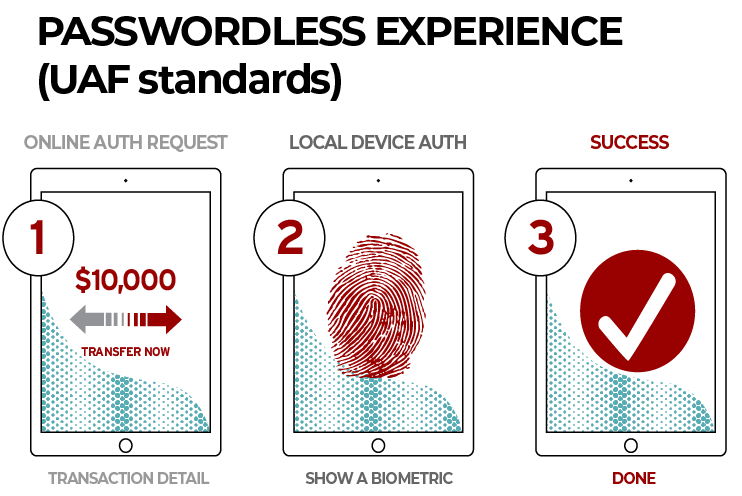 PASSWORDLESS EXPERIENCE
(UAF standards)
ONLINE AUTH REQUEST
1
$10,000
TRANSFER NOW
TRANSACTION DETAIL
LOCAL DEVICE AUTH
2
SHOW A BIOMETRIC
SUCCESS
3
DONE